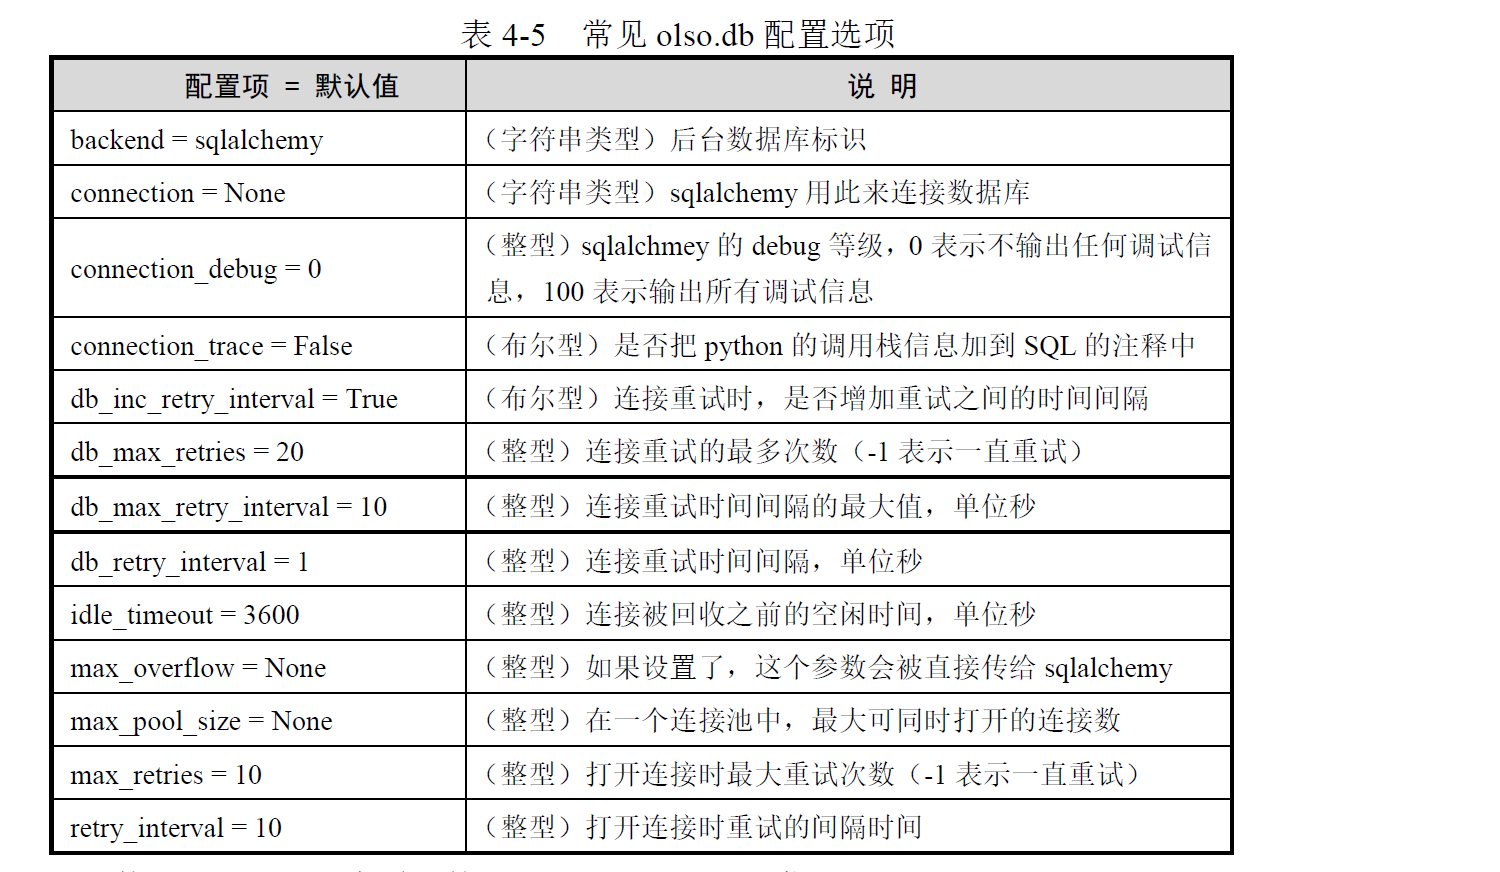 表 4-5 常见 olso.db 配置选项
配置项 = 默认值 说 明
backend = sqlalchemy （字符串类型）后台数据库标识
connection = None （字符串类型）sqlalchemy 用此来连接数据库
connection_debug = 0 （整型）sqlalchmey 的 debug 等级，0 表示不输出任何调试信
息，100 表示输出所有调试信息
connection_trace = False （布尔型）是否把 python 的调用栈信息加到 SQL 的注释中
db_inc_retry_interval = True （布尔型）连接重试时，是否增加重试之间的时间间隔
db_max_retries = 20 （整型）连接重试的最多次数（-1 表示一直重试）
db_max_retry_interval = 10 （整型）连接重试时间间隔的最大值，单位秒
db_retry_interval = 1 （整型）连接重试时间间隔，单位秒
idle_timeout = 3600 （整型）连接被回收之前的空闲时间，单位秒
max_overflow = None （整型）如果设置了，这个参数会被直接传给 sqlalchemy
max_pool_size = None （整型）在一个连接池中，最大可同时打开的连接数
max_retries = 10 （整型）打开连接时最大重试次数（-1 表示一直重试）
retry_interval = 10 （整型）打开连接时重试的间隔时间